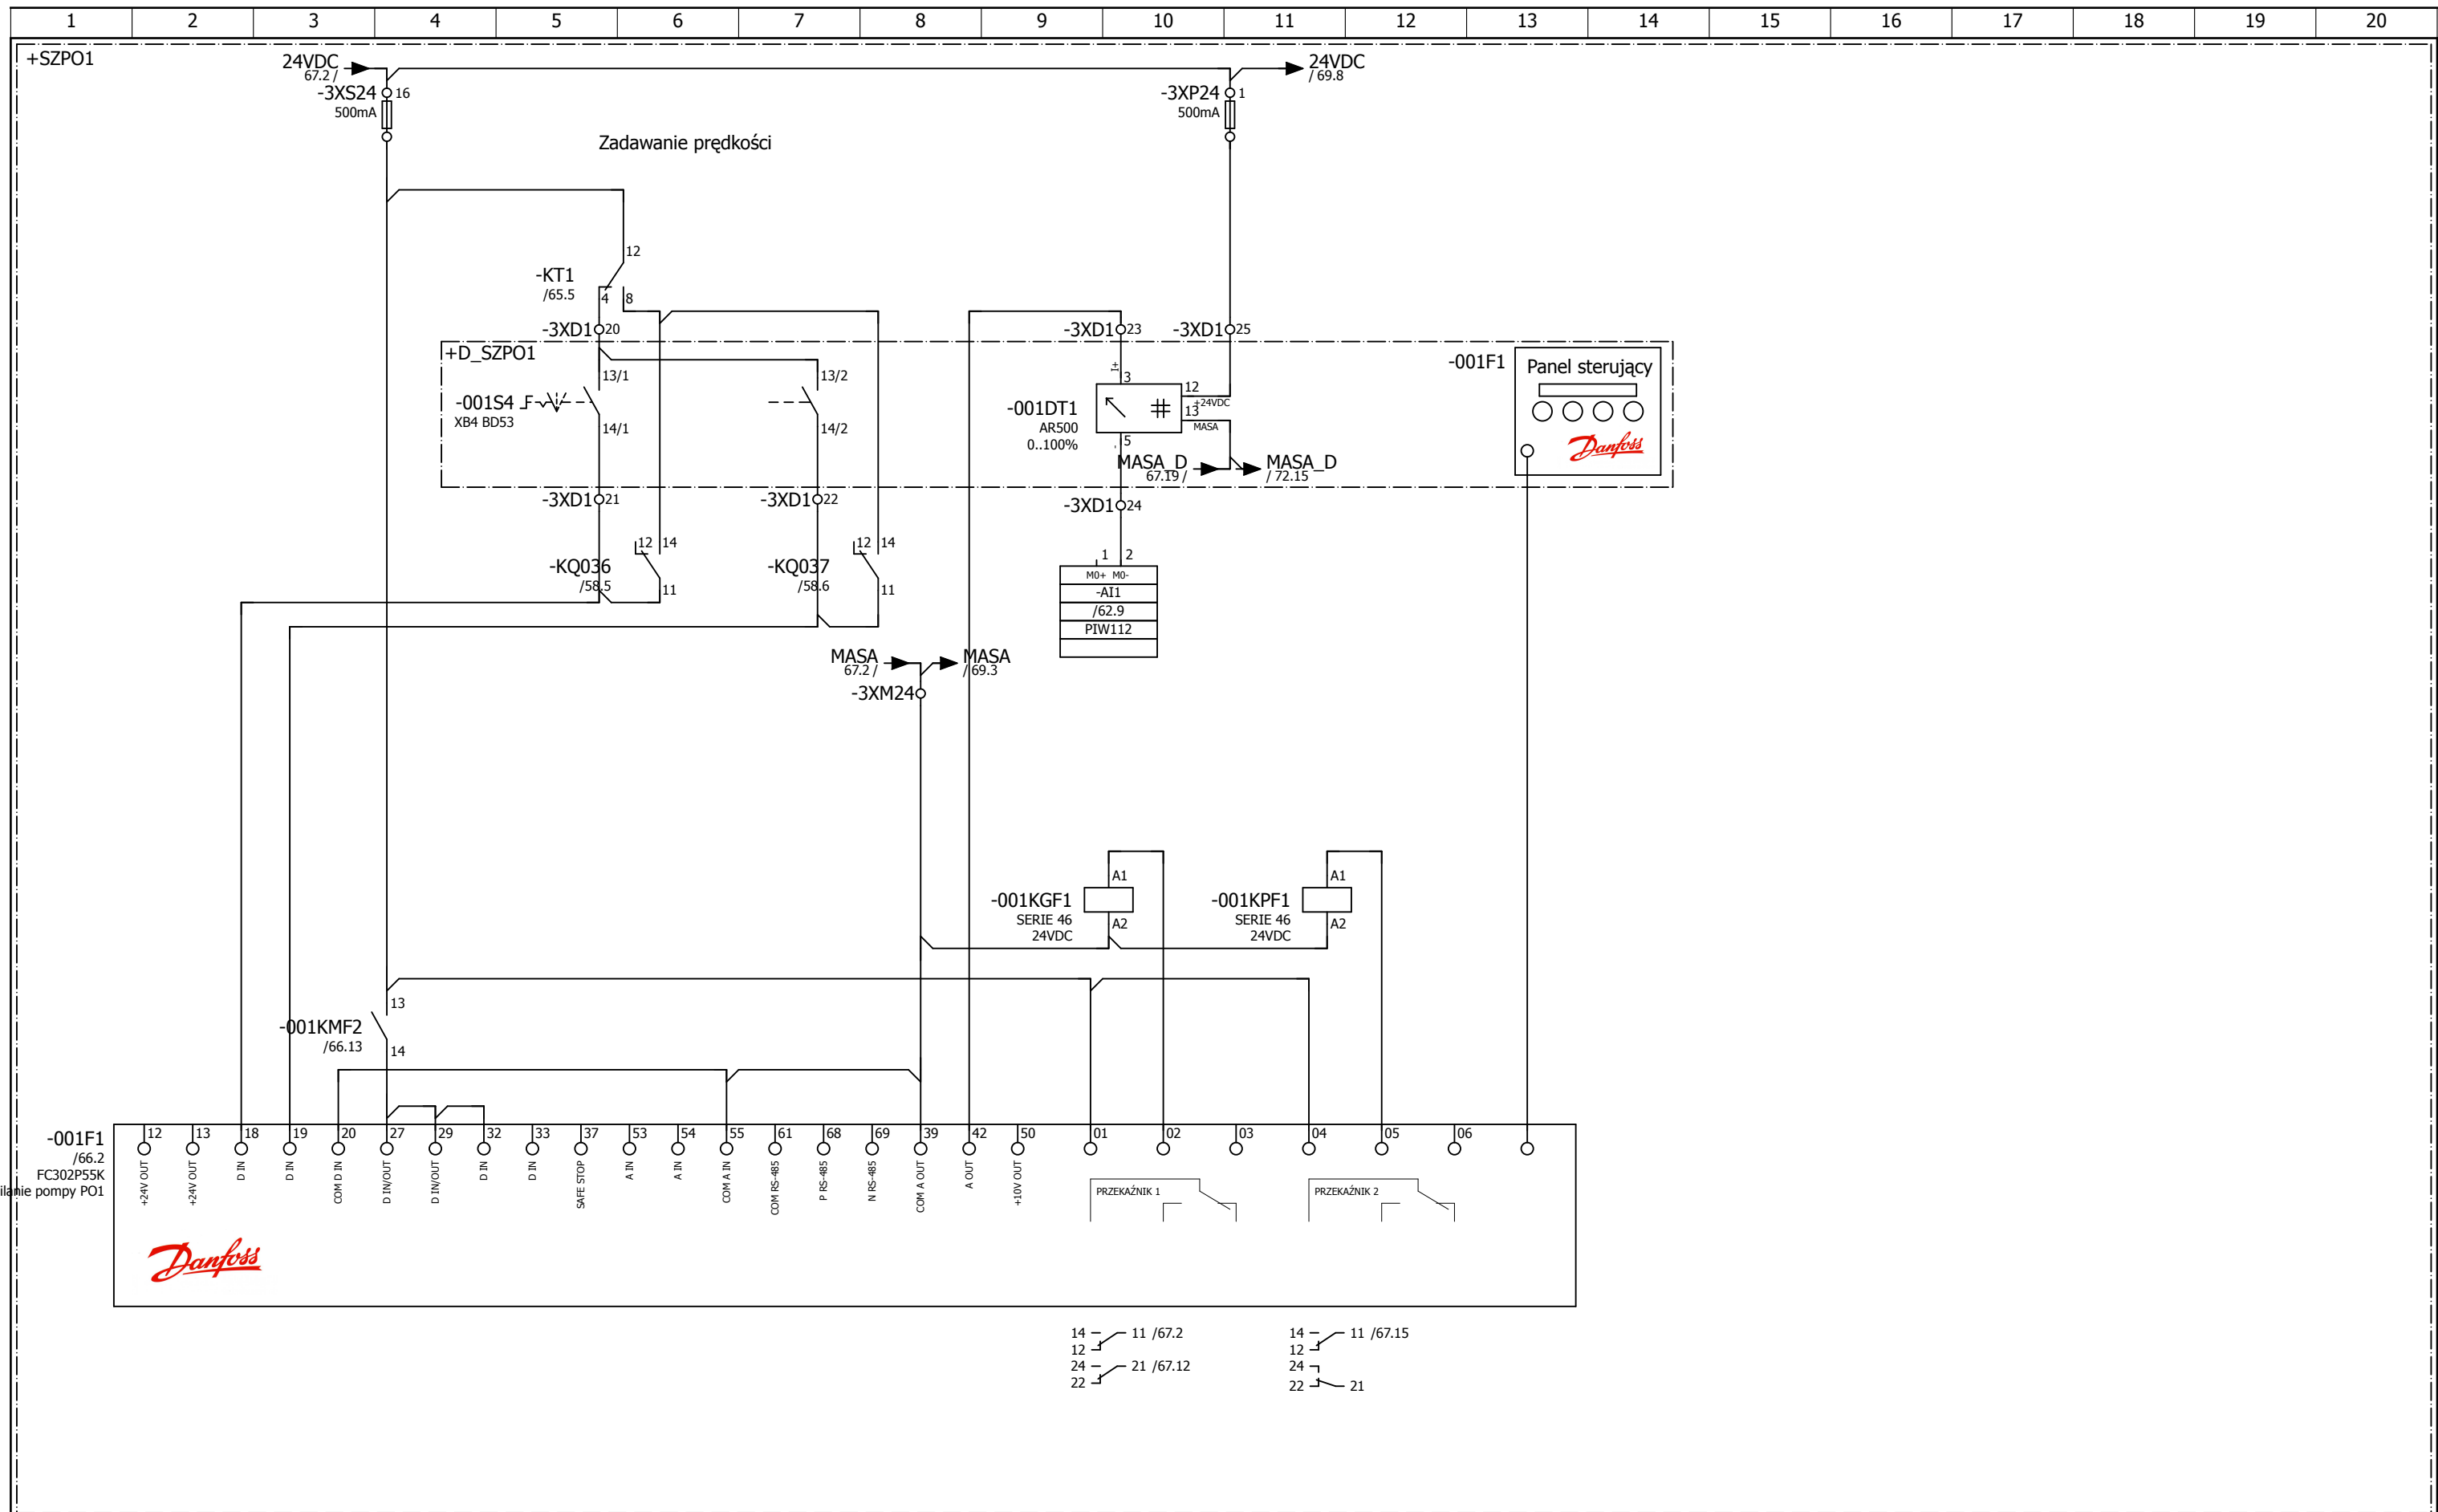 1 2 3 4 5 6 7 8 9 10 11 12 13 14 15 16 17 18 19 20
+SZPO1
24VDC
67.2 /
24VDC
/ 69.8
-3XS24 16
500mA
-3XP24 1
500mA
Zadawanie prędkości
12
-KT1
/65.5
4 8
-3XD1 20
-3XD1 23
-3XD1 25
+D_SZPO1
-001F1
Panel sterujący
Danfoss
13/1
13/2
-001S4
XB4 BD53
14/1
14/2
I+
3
12
+24VDC
13
MASA
-001DT1
AR500
0..100%
-
5
MASA_D
67.19 /
MASA_D
/ 72.15
-3XD1 21
-3XD1 22
-3XD1 24
12 14
-KQ036
/58.5
11
12 14
-KQ037
/58.6
11
1 2
M0+ M0-
-AI1
/62.9
PIW112
MASA
67.2 /
MASA
/ 69.3
-3XM24
A1
-001KGF1
SERIE 46
24VDC
A2
A1
-001KPF1
SERIE 46
24VDC
A2
13
-001KMF2
/66.13
14
-001F1
/66.2
FC302P55K
ilanie pompy PO1
12 13 18 19 20 27 29 32 33 37 53 54 55 61 68 69 39 42 50 01 02 03 04 05 06
+24V OUT
+24V OUT
D IN
D IN
COM D IN
D IN/OUT
D IN/OUT
D IN
D IN
SAFE STOP
A IN
A IN
COM A IN
COM RS-485
P RS-485
N RS-485
COM A OUT
A OUT
+10V OUT
PRZEKAŹNIK 1
PRZEKAŹNIK 2
Danfoss
14 11 /67.2
12
24 21 /67.12
22
14 11 /67.15
12
24
22 21